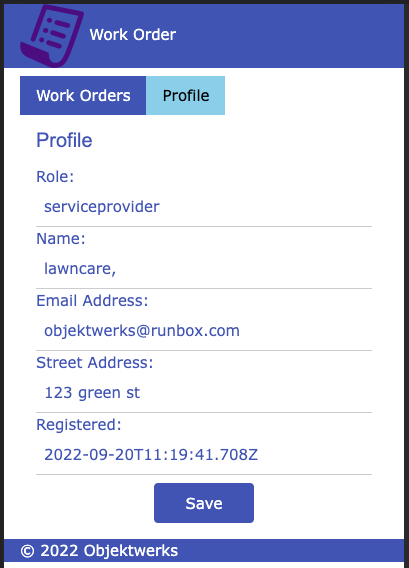 Work Order
Work Orders Profile
Profile
Role:
serviceprovider
Name:
lawncare,
Email Address:
objektwerks@runbox.com
Street Address:
123 green st
Registered:
2022-09-20T11:19:41.708Z
Save
© 2022 Objektwerks